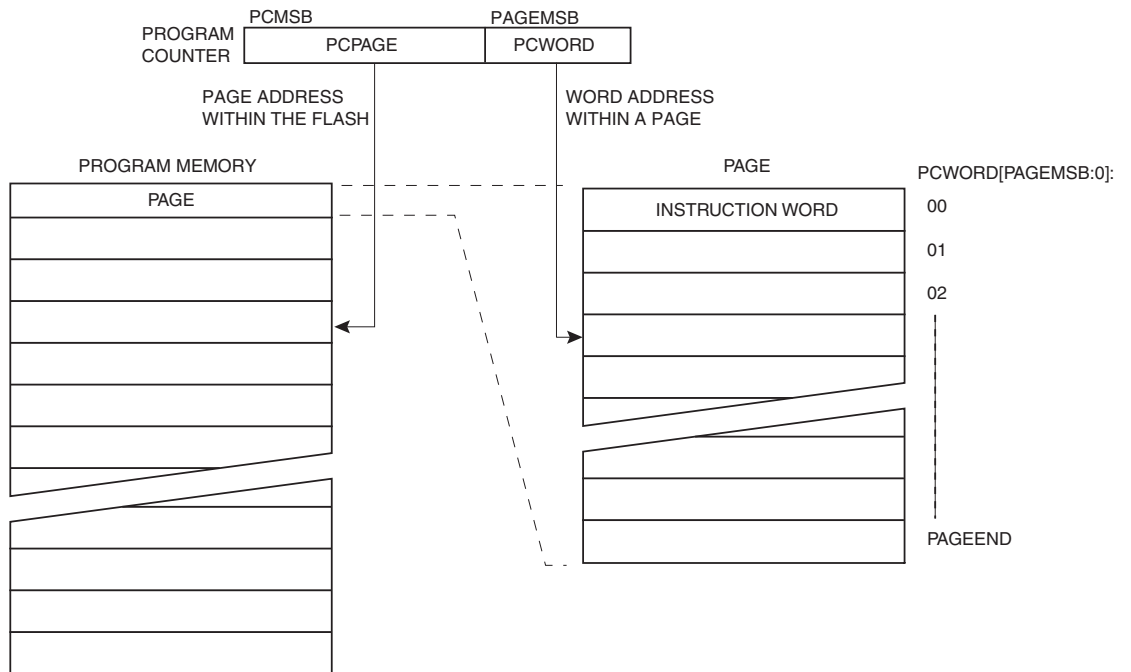 PCMSB
PAGEMSB
PROGRAM
COUNTER
PCPAGE
PCWORD
PAGE ADDRESS
WITHIN THE FLASH
WORD ADDRESS
WITHIN A PAGE
PROGRAM MEMORY
PAGE
PAGE
PCWORD[PAGEMSB:0]:
INSTRUCTION WORD
00
01
02
PAGEEND